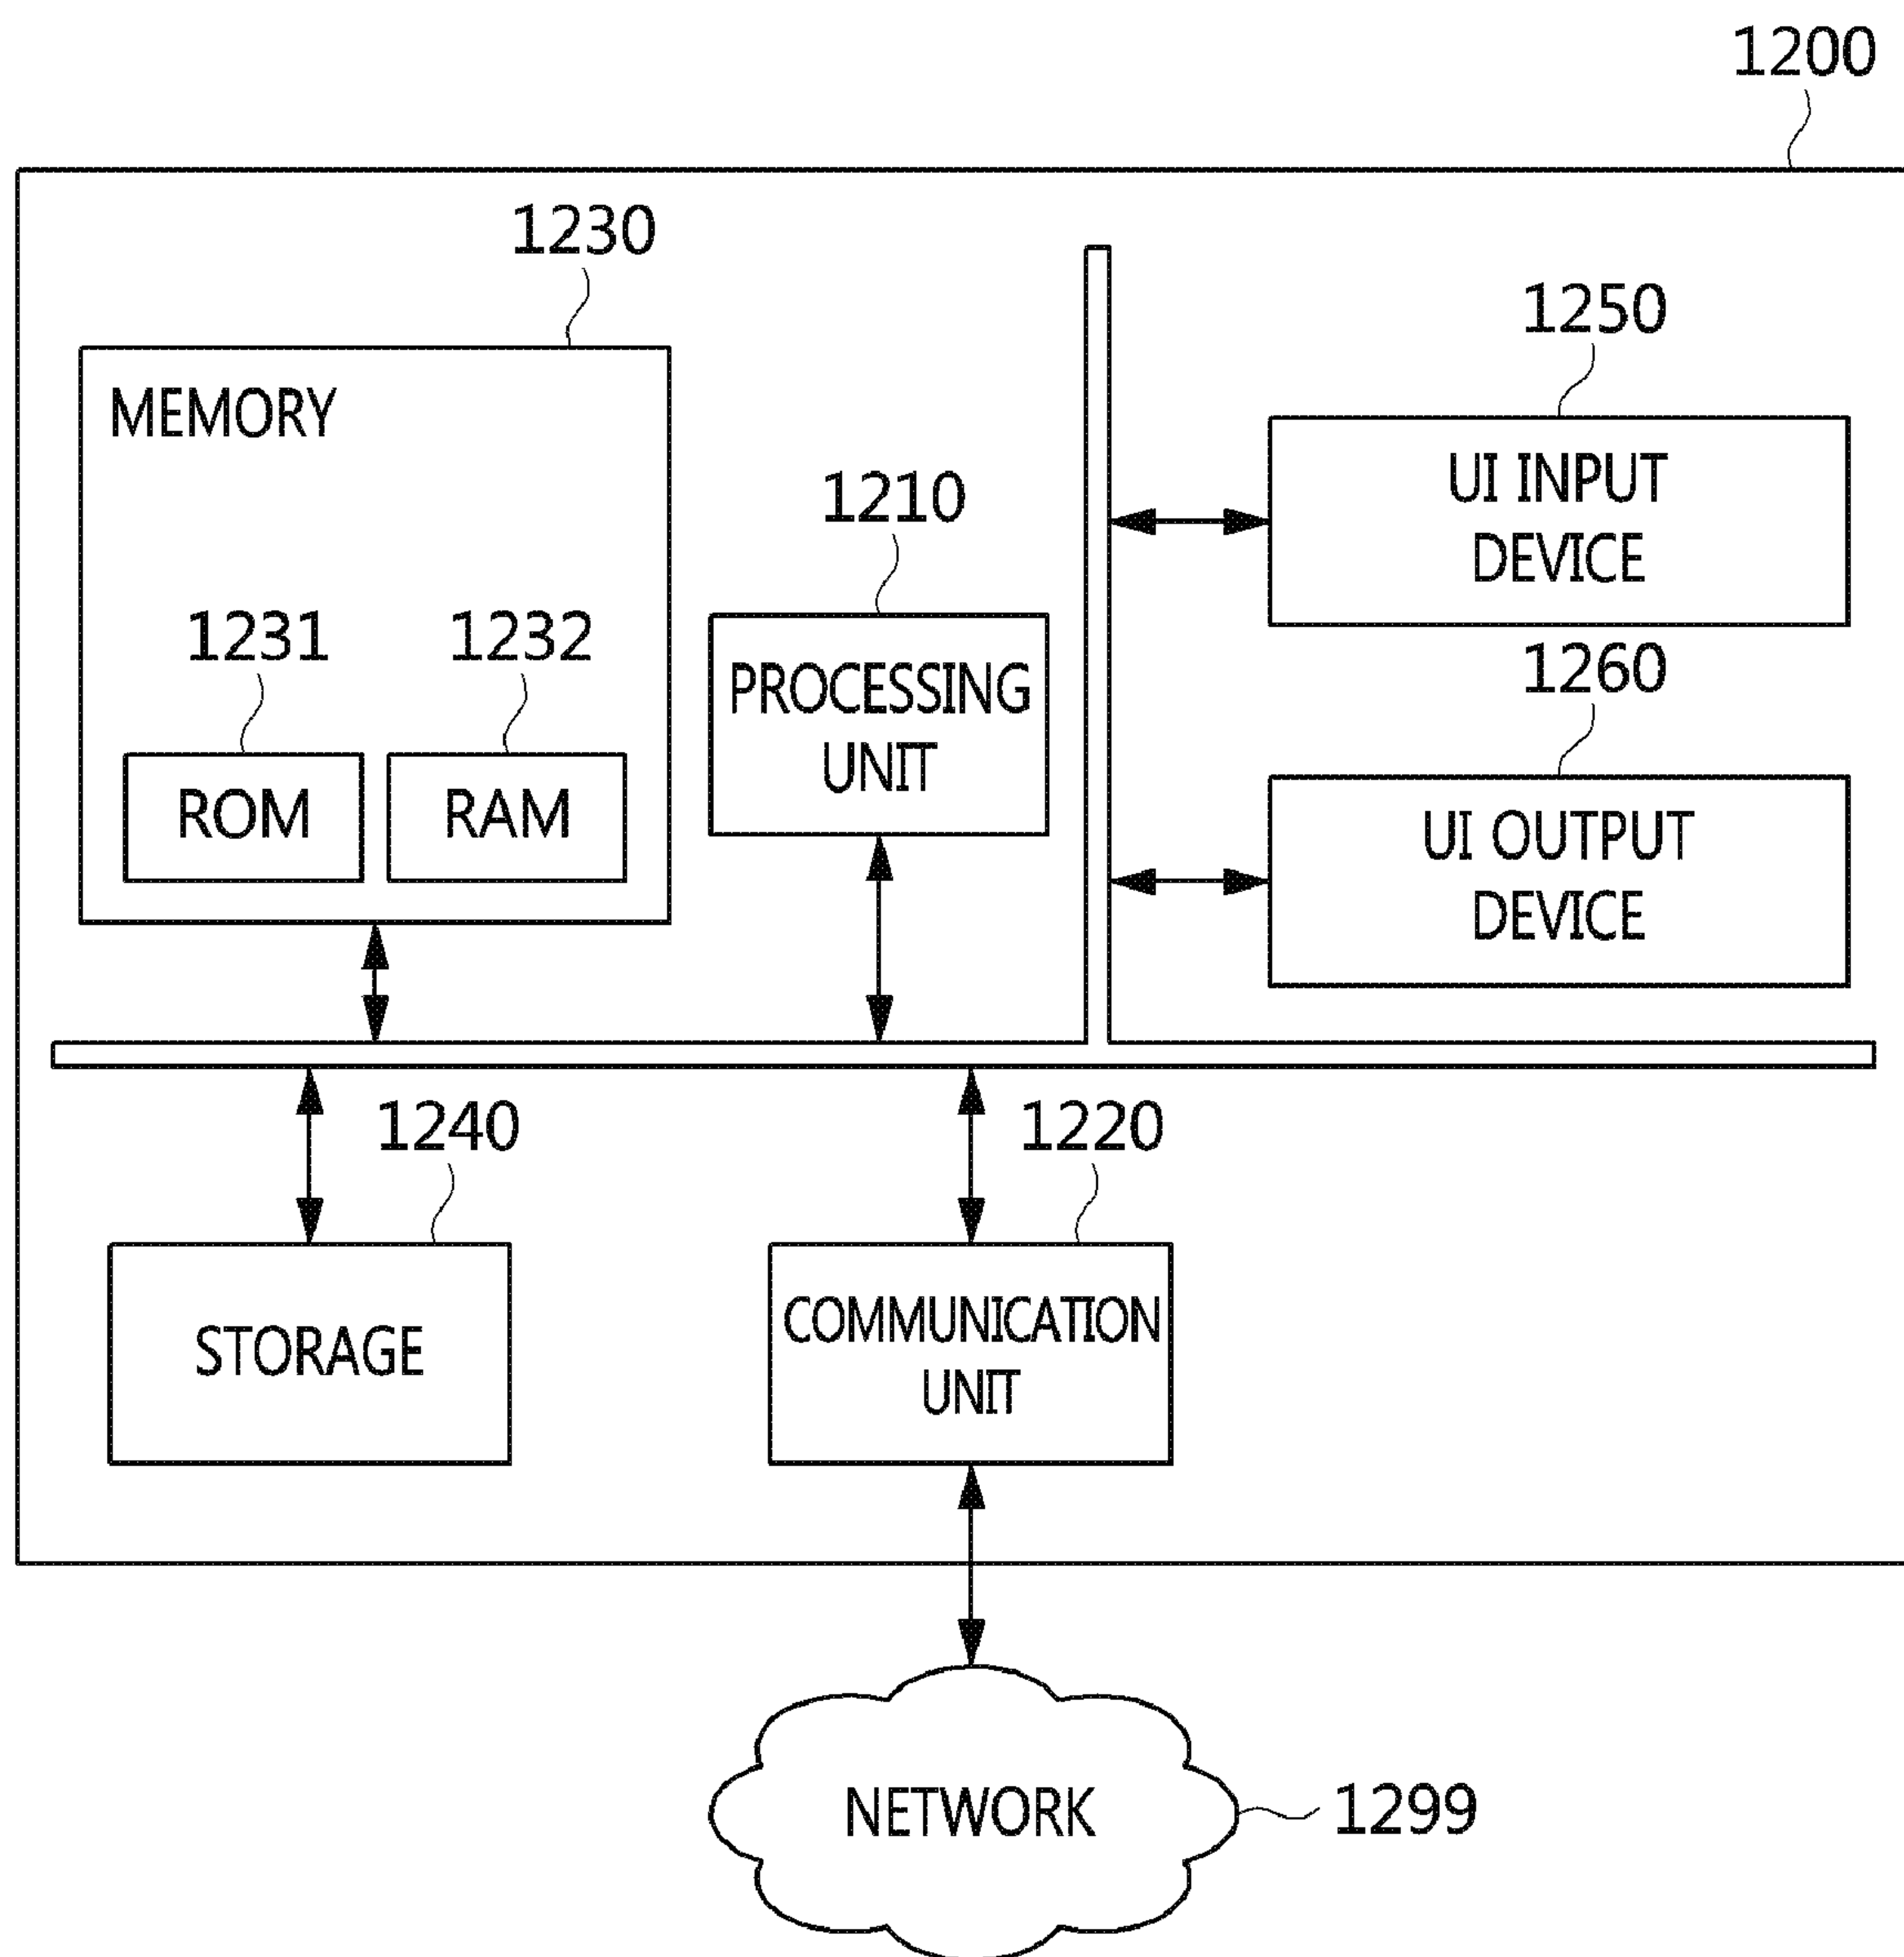 1200
1230
1250
MEMORY
UI INPUT
DEVICE
1210
1231
1232
1260
PROCESSING
UNIT
ROM
RAM
UI OUTPUT
DEVICE
1240
1220
STORAGE
COMMUNICATION
UNIT
NETWORK
1299